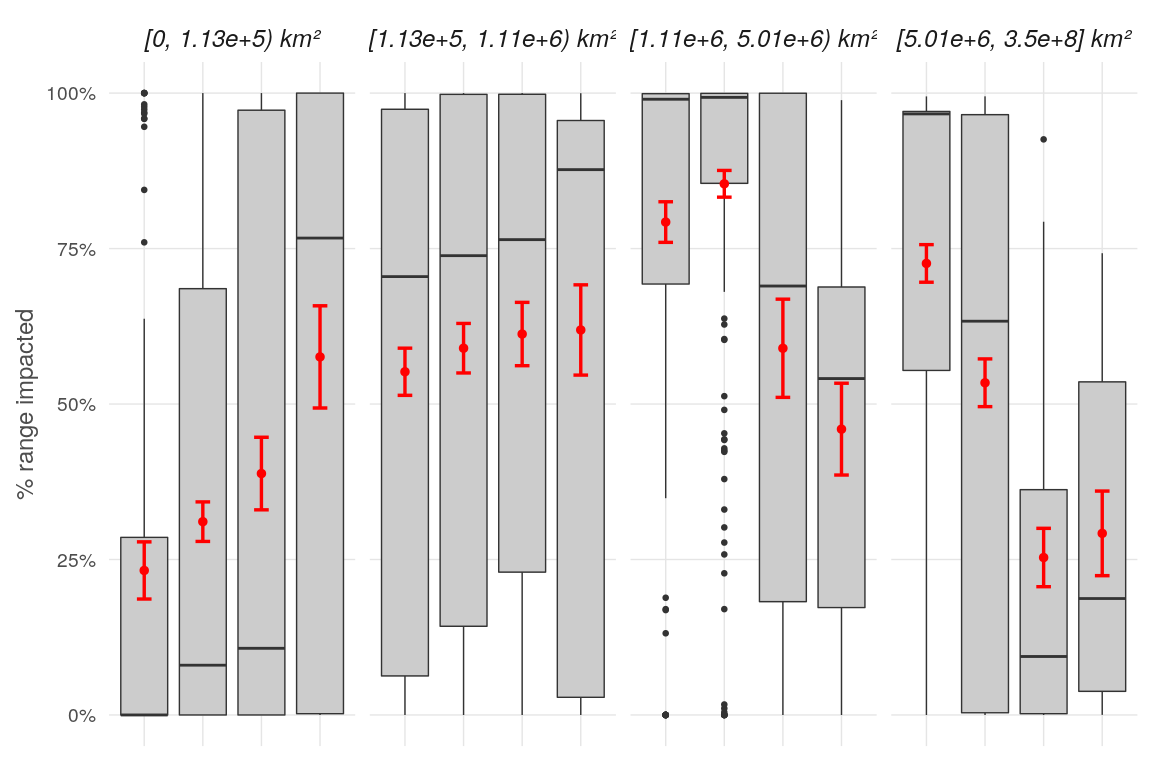 [0, 1.13e+5) km²
[1.13e+5, 1.11e+6) km²
[1.11e+6, 5.01e+6) km²
[5.01e+6, 3.5e+8] km²
100%
75%
50%
25%
0%
% range impacted